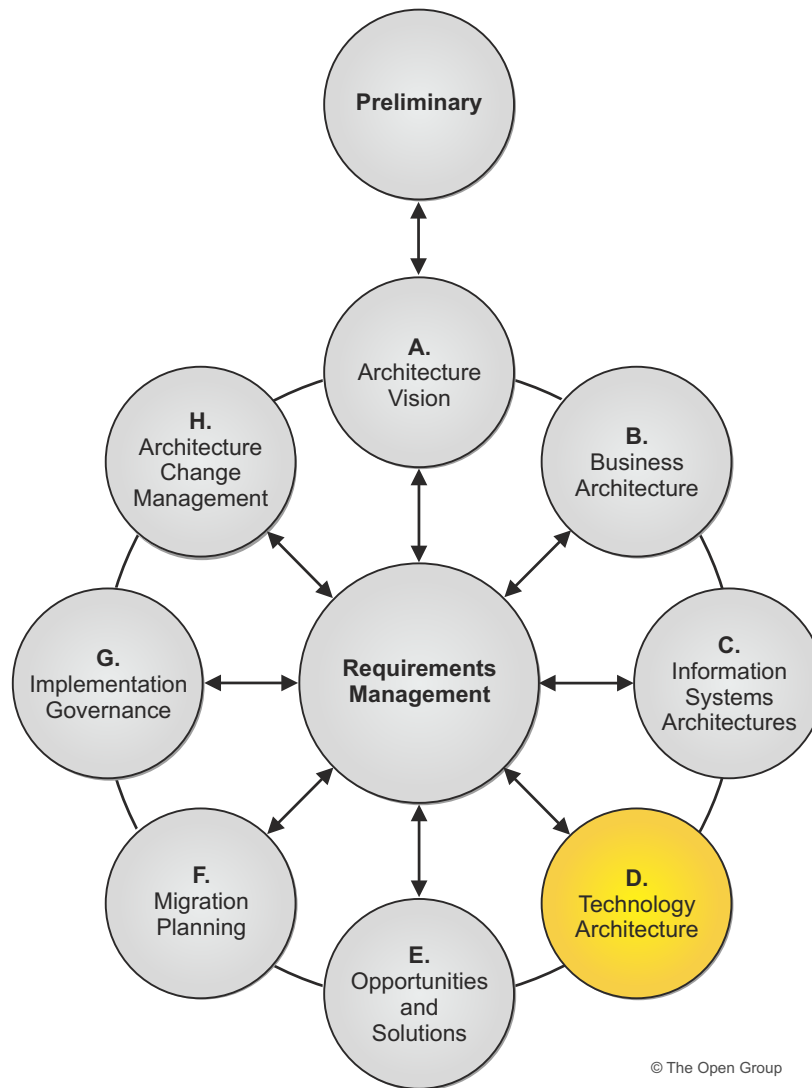 Preliminary
A.
Architecture
Vision
B.
Business
Architecture
C.
Information
Systems
Architectures
D.
Technology
Architecture
E.
Opportunities
and
Solutions
F.
Migration
Planning
G.
Implementation
Governance
H.
Architecture
Change
Management
Requirements
Management
© The Open Group